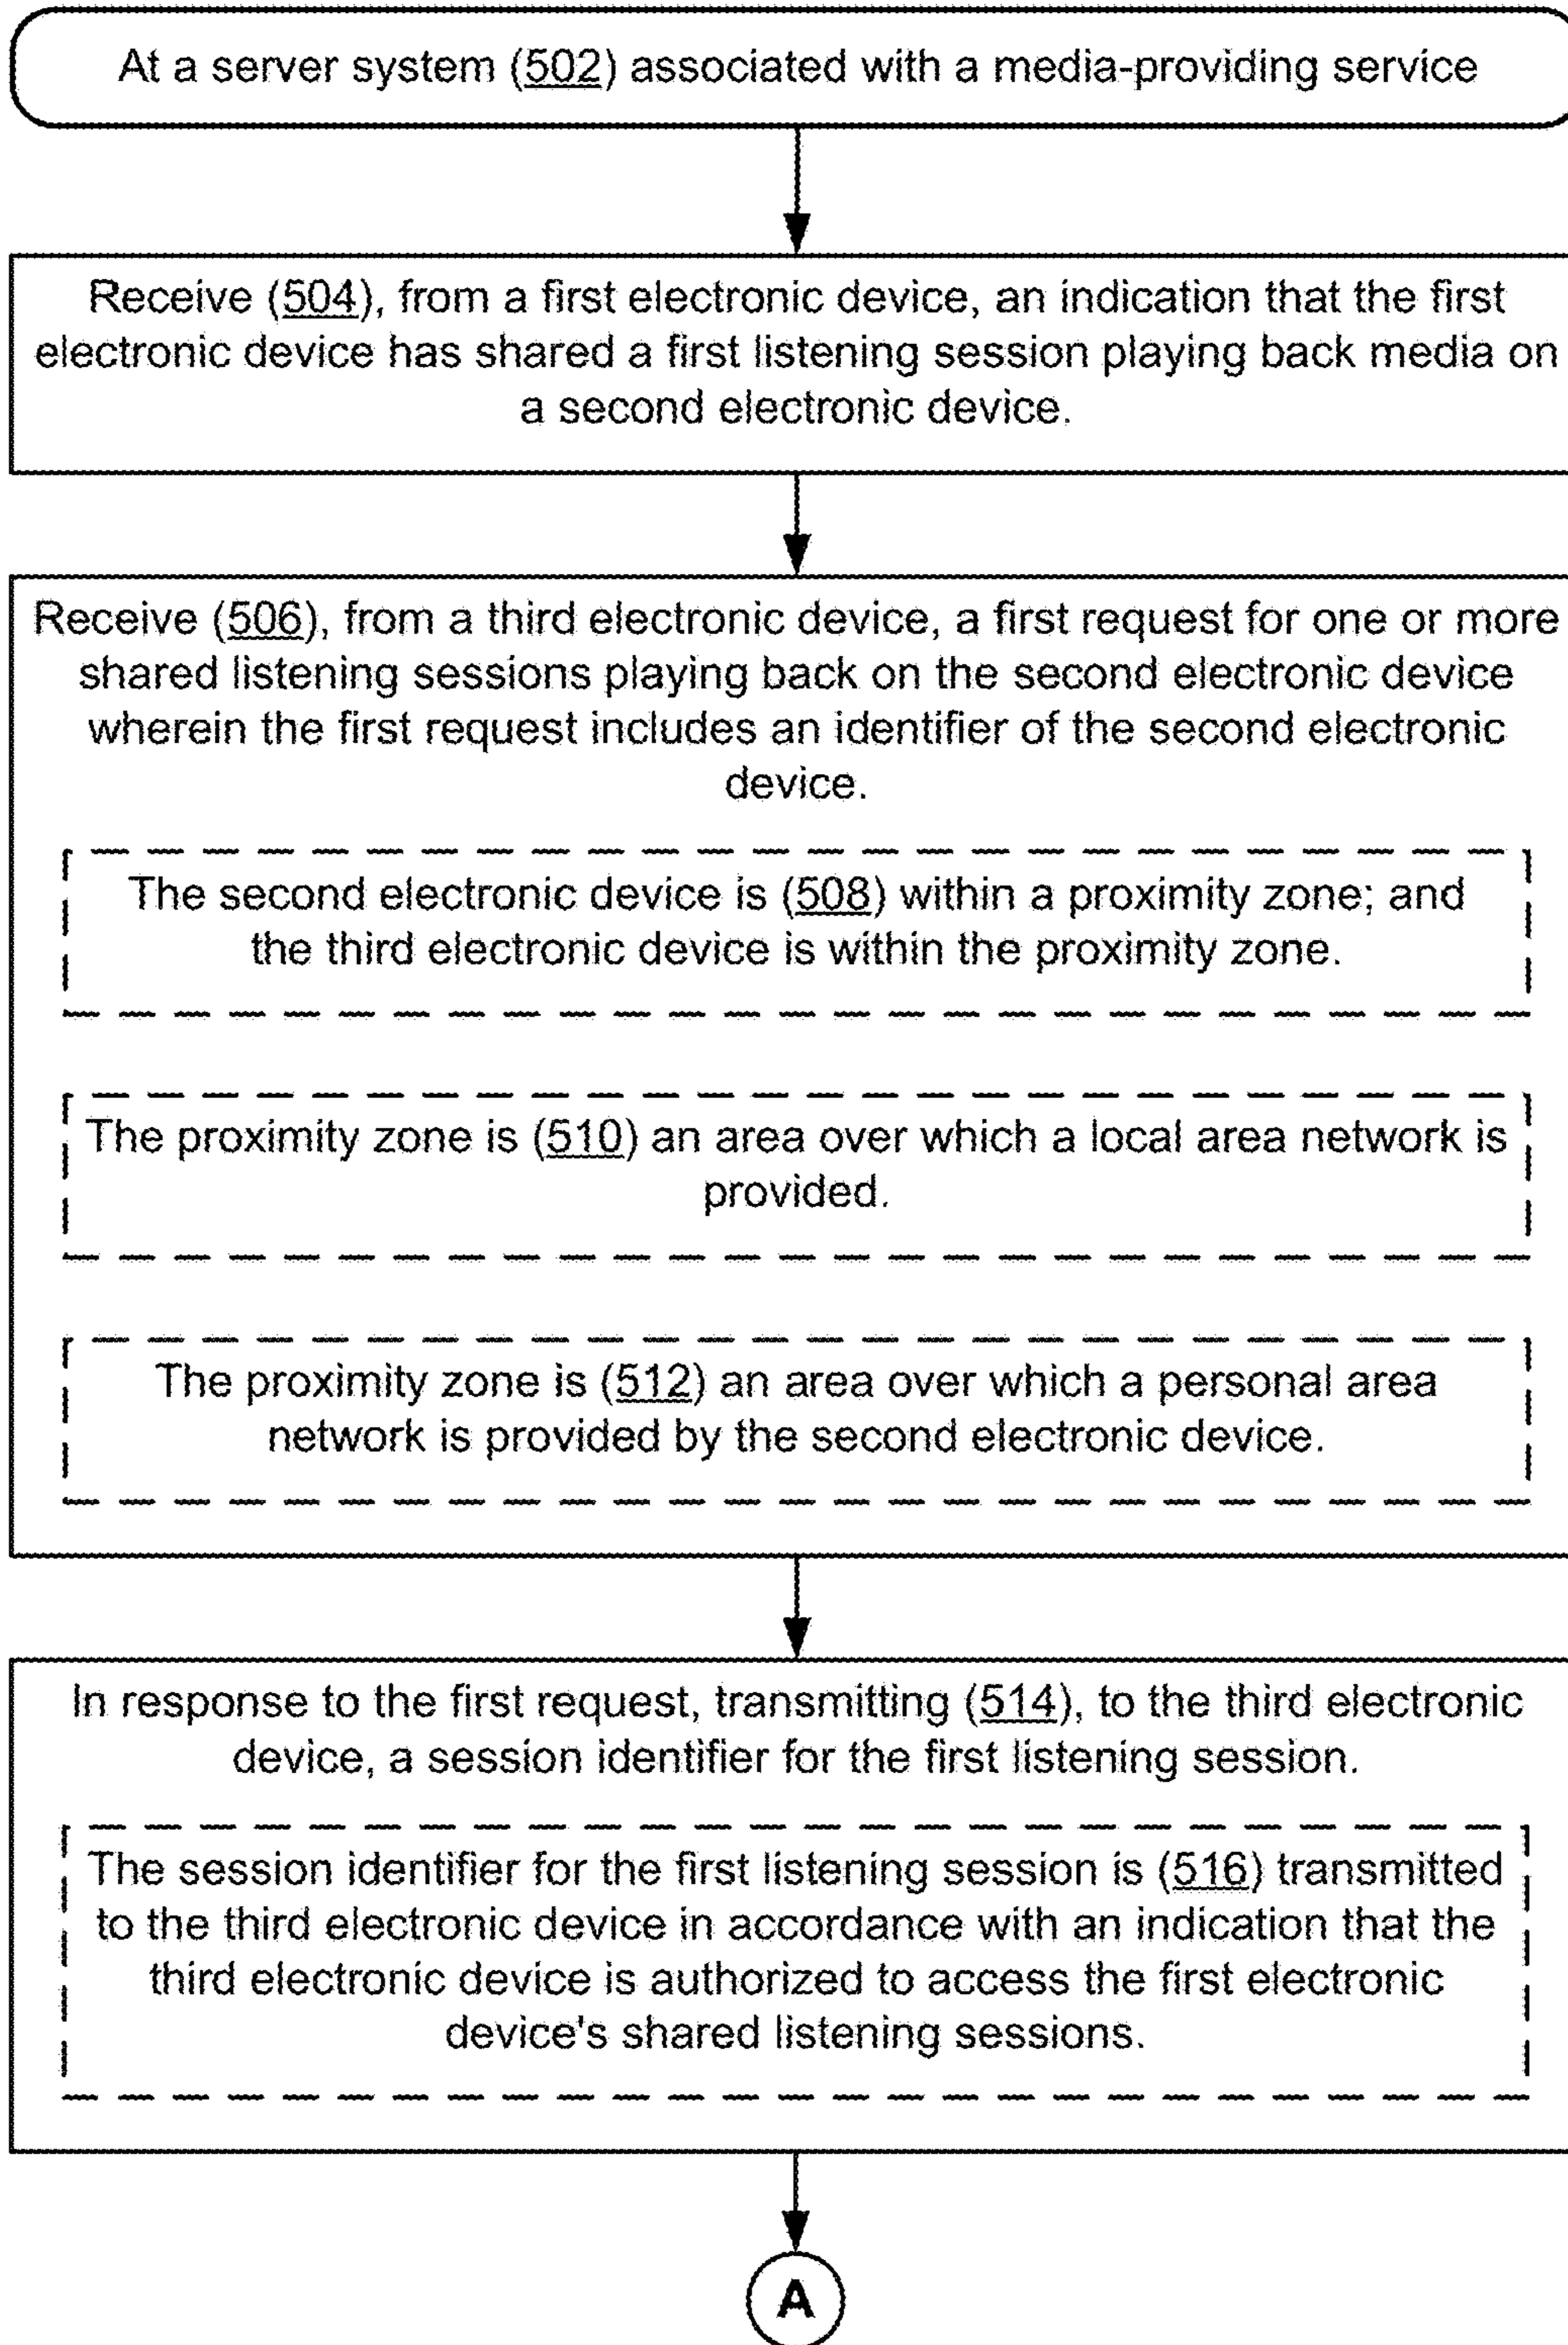 At a server system (502) associated with a media-providing service
Receive (504), from a first electronic device, an indication that the first
electronic device has shared a first listening session playing back media on
a second electronic device.
Receive (506), from a third electronic device, a first request for one or more
shared listening sessions playing back on the second electronic device
wherein the first request includes an identifier of the second electronic
device.
The second electronic device is (508) within a proximity zone; and
the third electronic device is within the proximity zone.
The proximity zone is (510) an area over which a local area network is
provided.
The proximity zone is (512) an area over which a personal area
network is provided by the second electronic device.
In response to the first request, transmitting (514), to the third electronic
device, a session identifier for the first listening session.
The session identifier for the first listening session is (516) transmitted
to the third electronic device in accordance with an indication that the
third electronic device is authorized to access the first electronic
device's shared listening sessions.
A